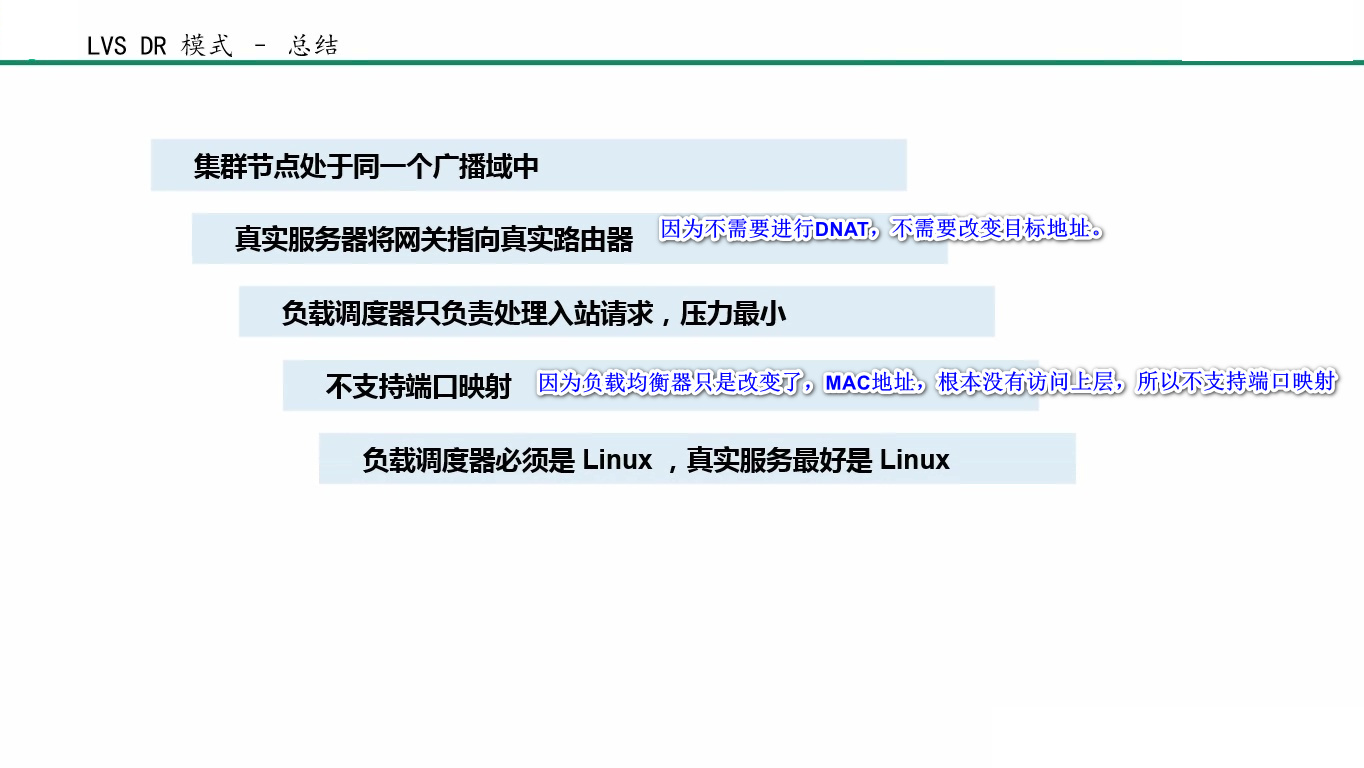 LVS DR 模式 – 总结
集群节点处于同一个广播域中
真实服务器将网关指向真实路由器
因为不需要进行DNAT，不需要改变目标地址。
负载调度器只负责处理入站请求，压力最小
不支持端口映射
因为负载均衡器只是改变了，MAC地址，根本没有访问上层，所以不支持端口映射
负载调度器必须是 Linux ，真实服务最好是 Linux